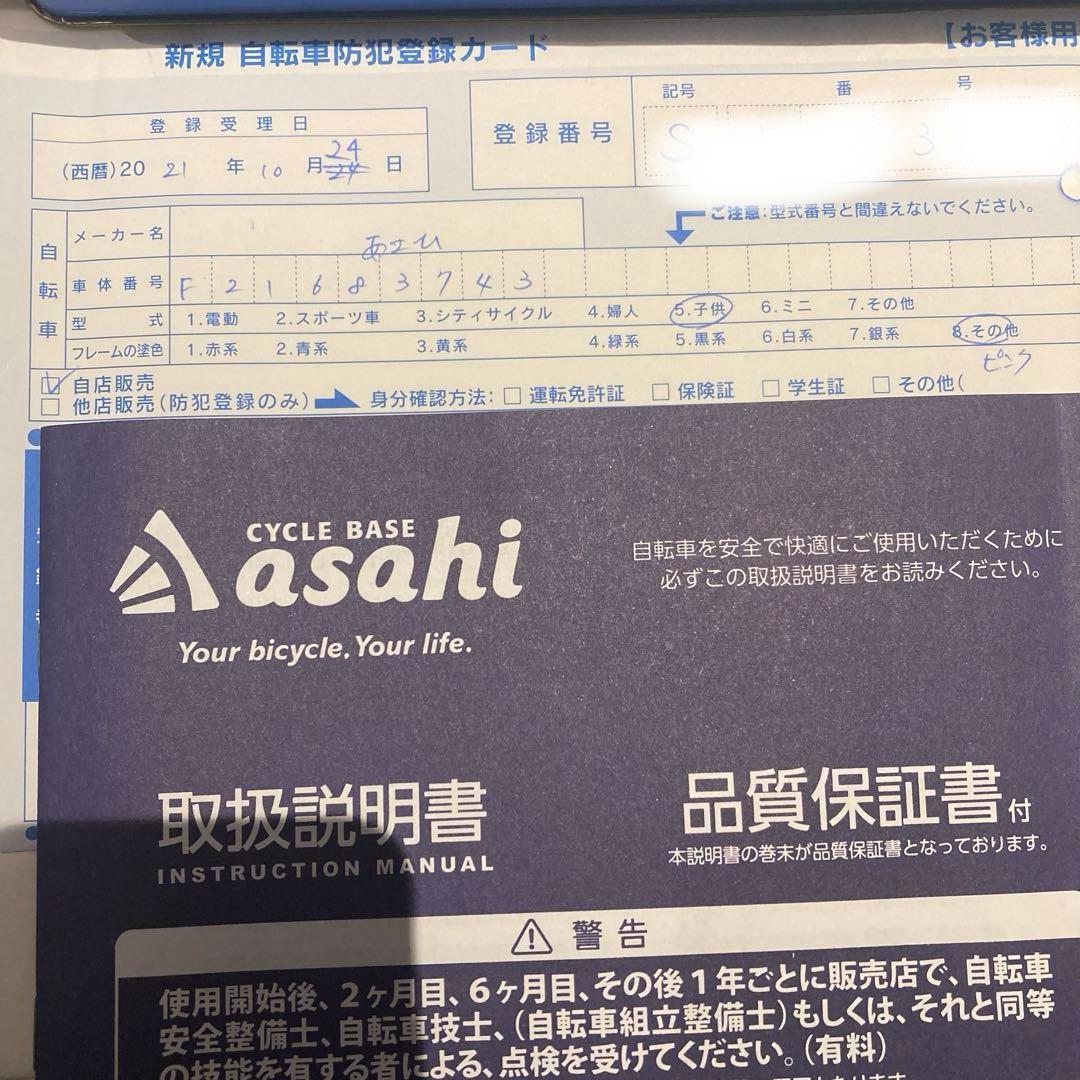 新規 自転車防犯登録カード
【お客様用
登録受理日
(西暦)20 21 年 10 月 24 日
登録番号
記号 番 号
S 3
ご注意:型式番号と間違えないでください。
自転車
メーカー名 あさひ
車体番号 F21683743
型式 1.電動 2.スポーツ車 3.シティサイクル 4.婦人 5.子供 6.ミニ 7.その他
フレームの塗色 1.赤系 2.青系 3.黄系 4.緑系 5.黒系 6.白系 7.銀系 8.その他
ピンク
自店販売
他店販売(防犯登録のみ) 身分確認方法: 運転免許証 保険証 学生証 その他(
CYCLE BASE
asahi
Your bicycle. Your life.
自転車を安全で快適にご使用いただくために
必ずこの取扱説明書をお読みください。
取扱説明書
INSTRUCTION MANUAL
品質保証書付
本説明書の巻末が品質保証書となっております。
警告
使用開始後、2ヶ月目、6ヶ月目、その後1年ごとに販売店で、自転車
安全整備士、自転車技士、(自転車組立整備士)もしくは、それと同等
の技能を有する者による、点検を受けてください。(有料)